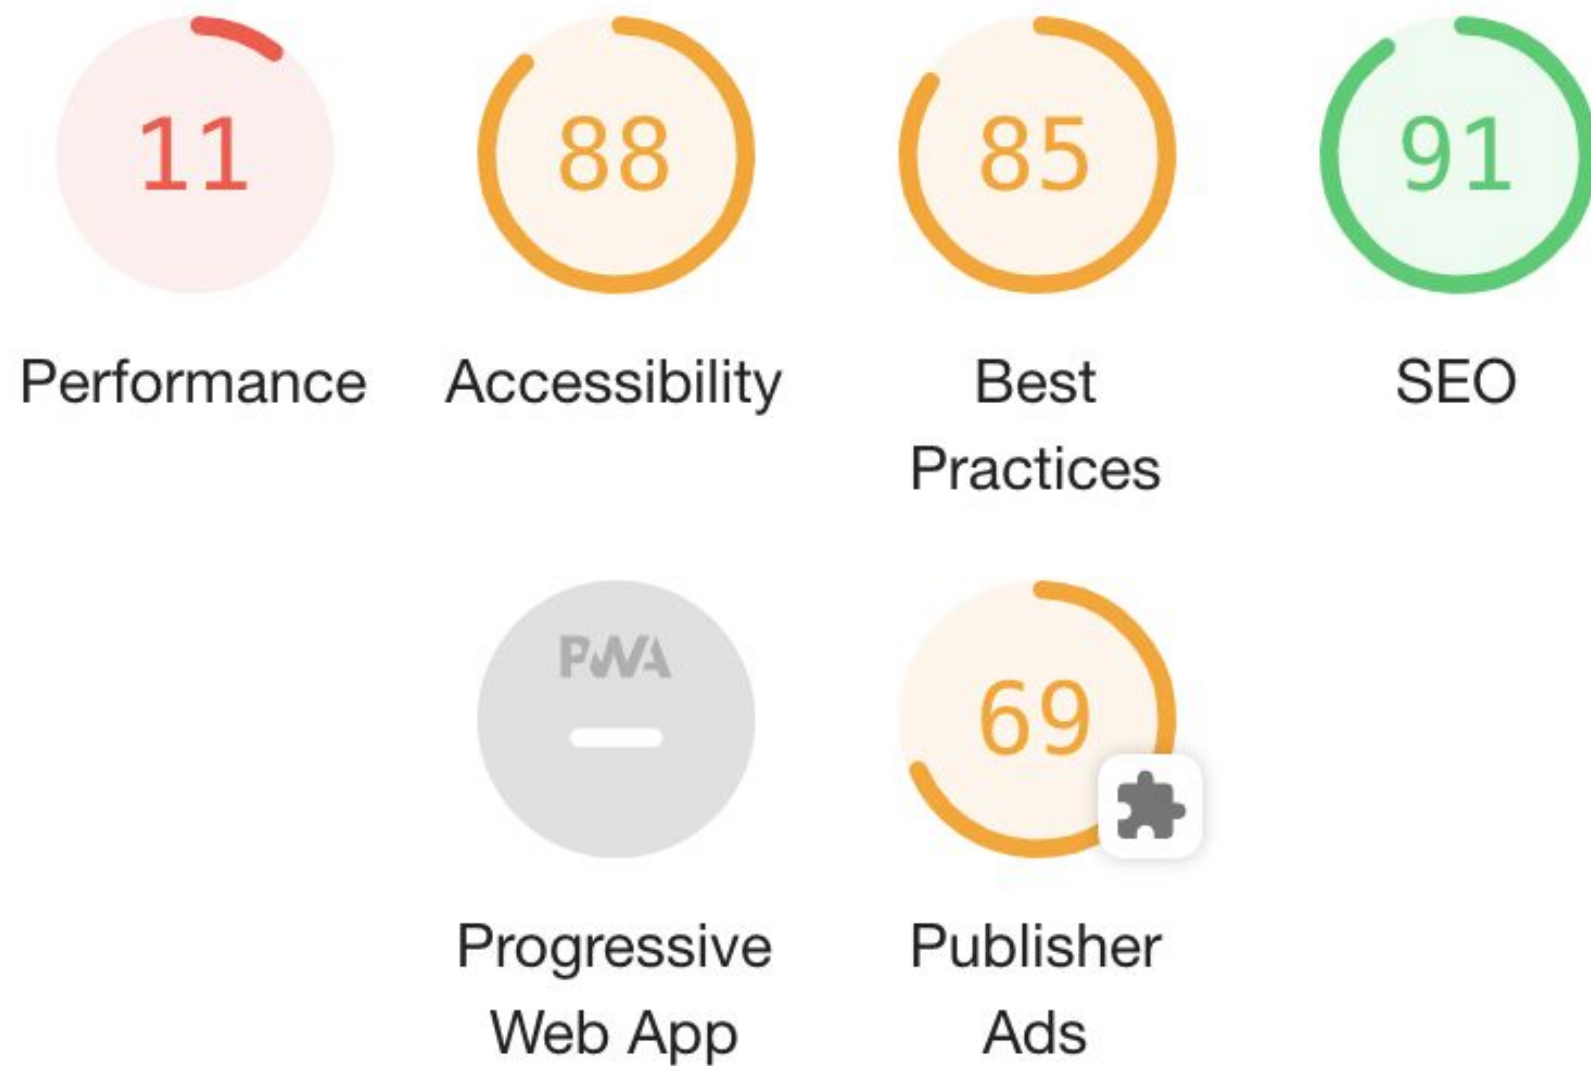 11 88 85 91
Performance Accessibility Best Practices SEO
PWA 69
Progressive Web App Publisher Ads